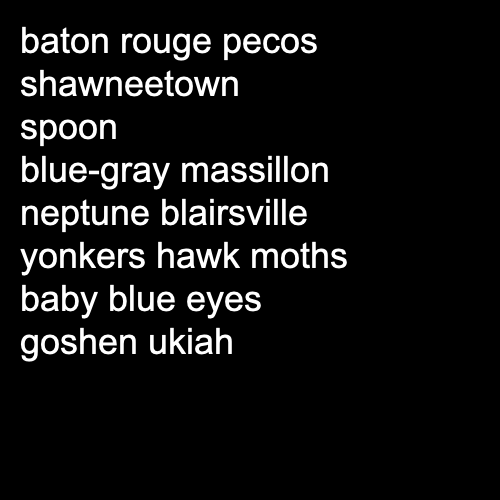 baton rouge pecos
shawneetown
spoon
blue-gray massillon
neptune blairsville
yonkers hawk moths
baby blue eyes
goshen ukiah